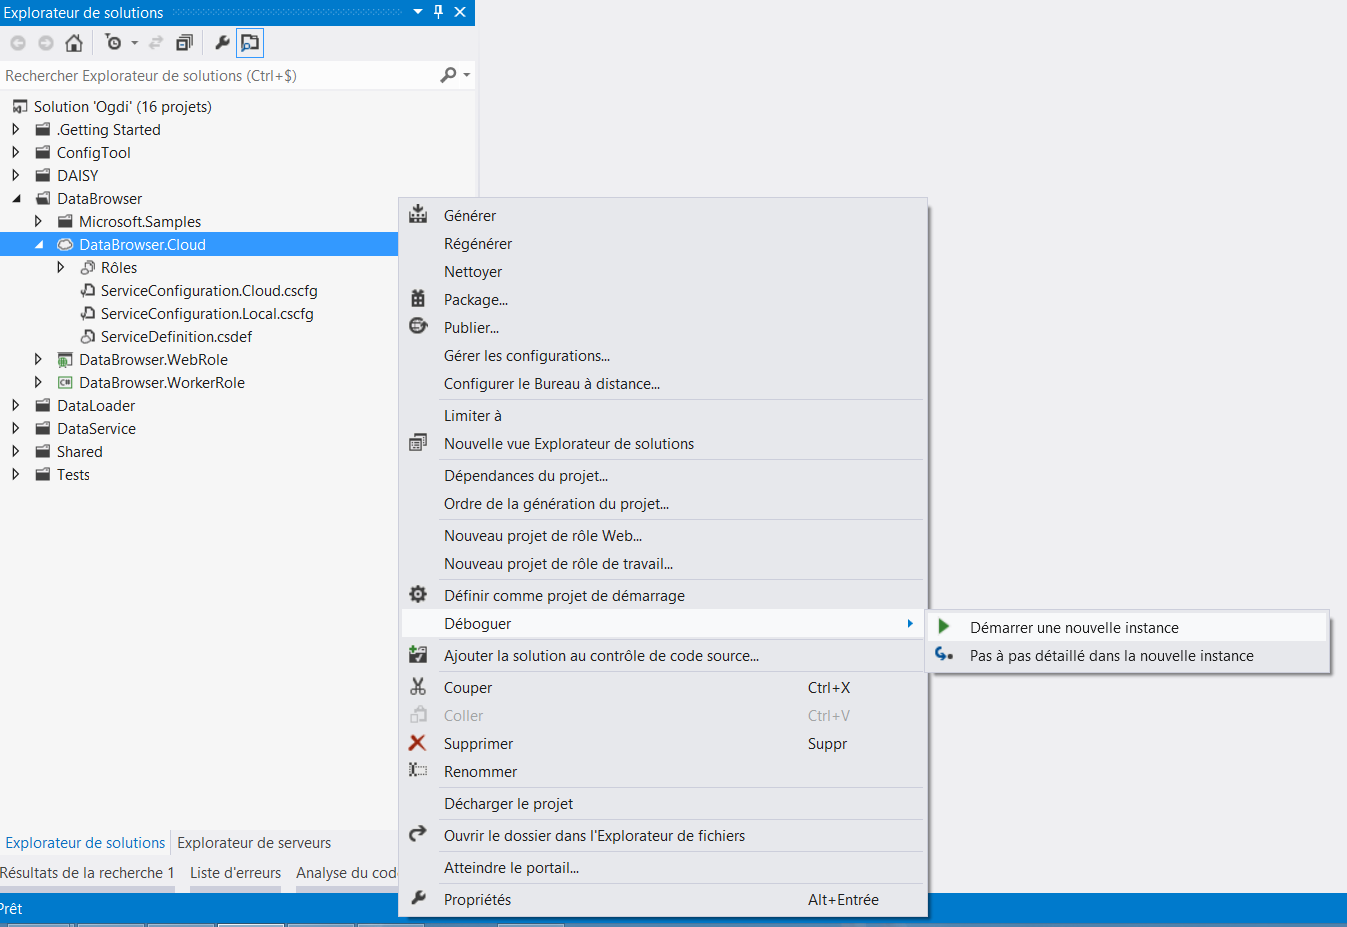 Explorateur de solutions
Rechercher Explorateur de solutions (Ctrl+$)
Solution 'Ogdi' (16 projets)
.Getting Started
ConfigTool
DAISY
DataBrowser
Microsoft.Samples
DataBrowser.Cloud
Rôles
ServiceConfiguration.Cloud.cscfg
ServiceConfiguration.Local.cscfg
ServiceDefinition.csdef
DataBrowser.WebRole
DataBrowser.WorkerRole
DataLoader
DataService
Shared
Tests
Générer
Régénérer
Nettoyer
Package...
Publier...
Gérer les configurations...
Configurer le Bureau à distance...
Limiter à
Nouvelle vue Explorateur de solutions
Dépendances du projet...
Ordre de la génération du projet...
Nouveau projet de rôle Web...
Nouveau projet de rôle de travail...
Définir comme projet de démarrage
Déboguer
Démarrer une nouvelle instance
Pas à pas détaillé dans la nouvelle instance
Ajouter la solution au contrôle de code source...
Couper Ctrl+X
Coller Ctrl+V
Supprimer Suppr
Renommer
Décharger le projet
Ouvrir le dossier dans l'Explorateur de fichiers
Atteindre le portail...
Propriétés Alt+Entrée
Explorateur de solutions Explorateur de serveurs
Résultats de la recherche 1 Liste d'erreurs Analyse du cod
Prêt